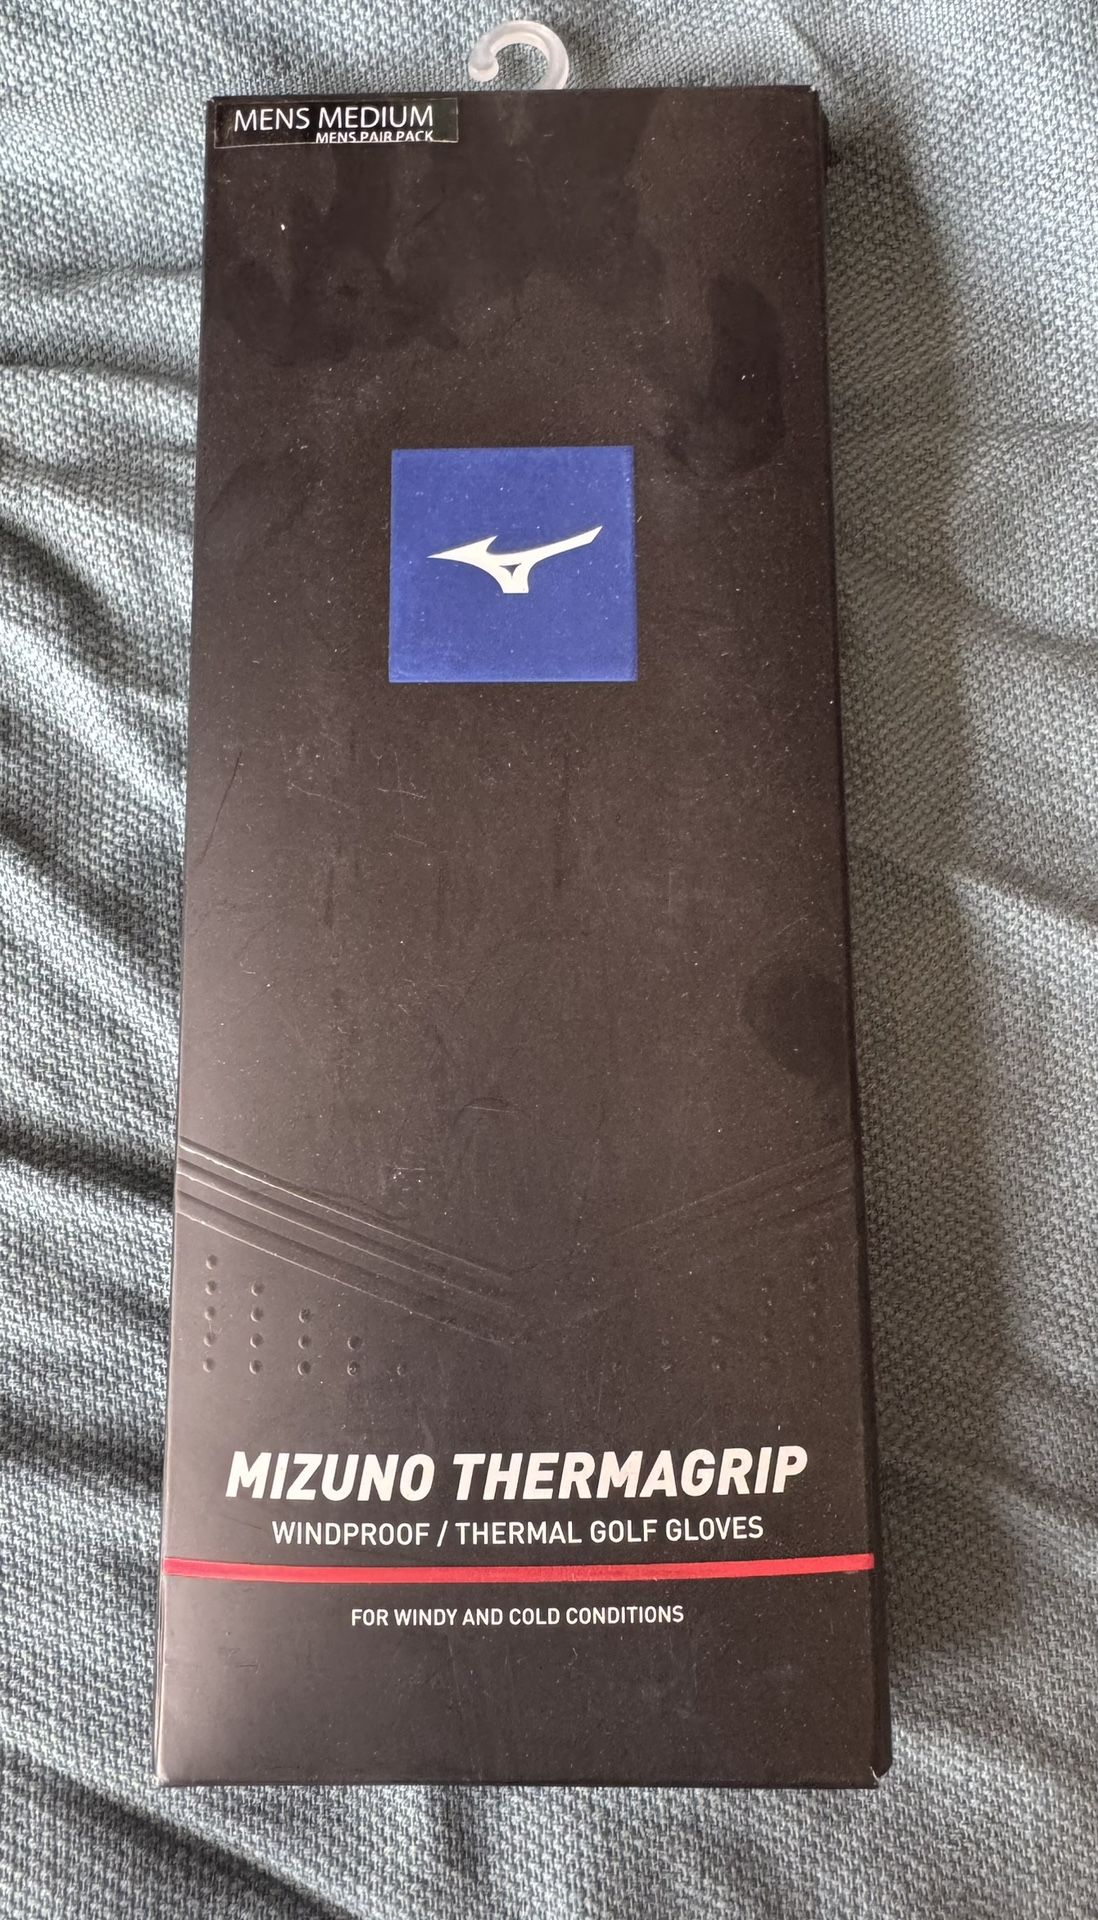 MENS MEDIUM
MENS PAIR PACK
MIZUNO THERMAGRIP
WINDPROOF / THERMAL GOLF GLOVES
FOR WINDY AND COLD CONDITIONS